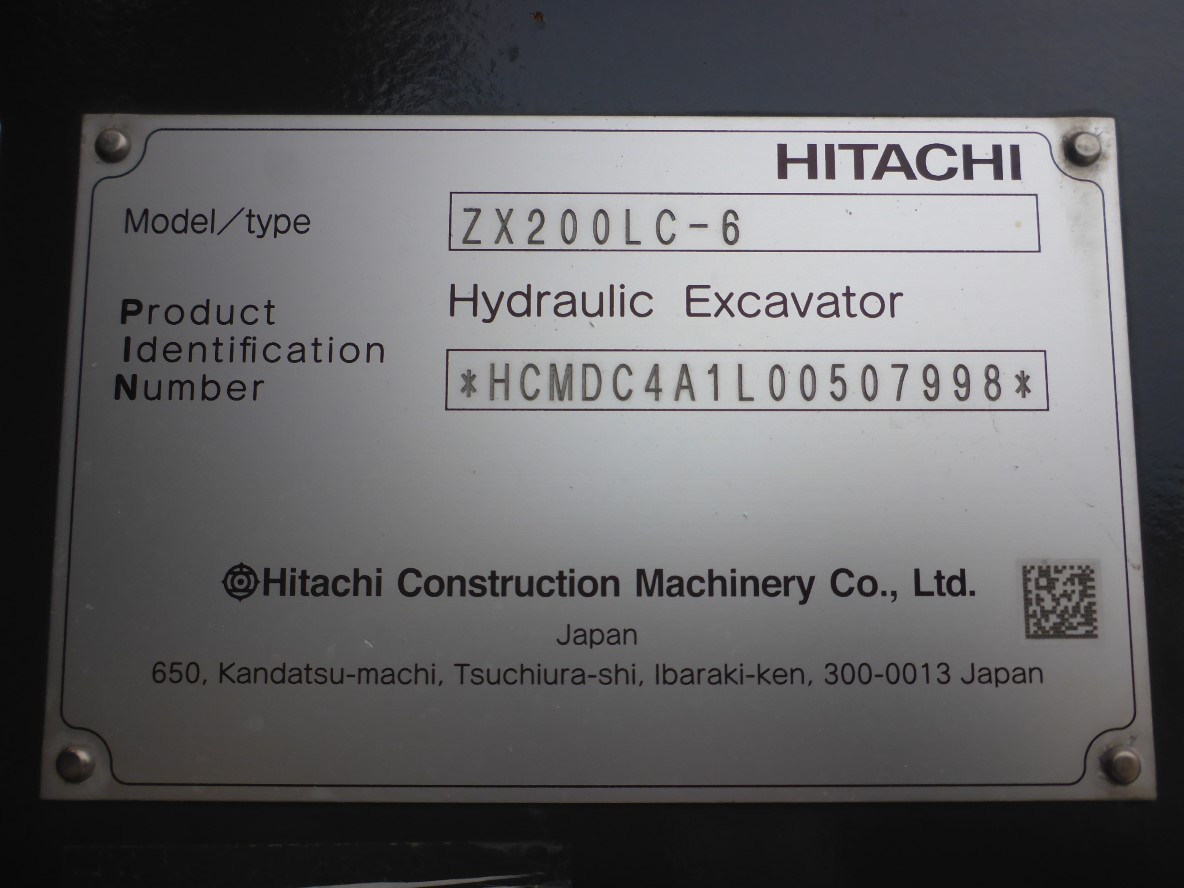 HITACHI
Model/type ZX200LC-6
Hydraulic Excavator
Product
Identification
Number *HCMDC4A1L00507998*
Hitachi Construction Machinery Co., Ltd.
Japan
650, Kandatsu-machi, Tsuchiura-shi, Ibaraki-ken, 300-0013 Japan